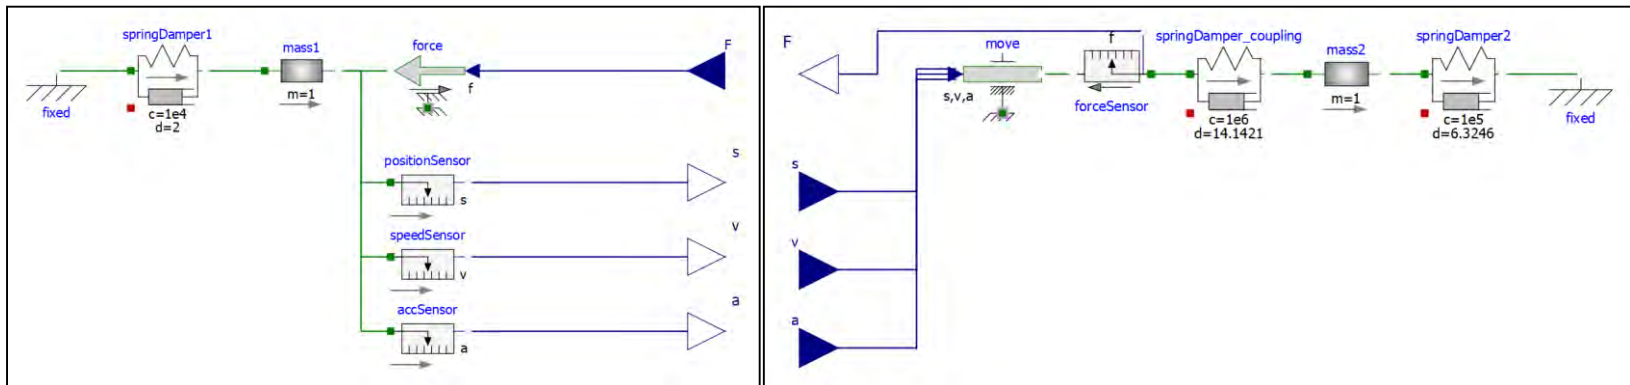 springDamper1
mass1
force
F
m=1
f
fixed
c=1e4
d=2
positionSensor
s
s
speedSensor
v
v
accSensor
a
a
F
move
f
springDamper_coupling
mass2
springDamper2
s,v,a
forceSensor
m=1
fixed
c=1e6
d=14.1421
c=1e5
d=6.3246
s
v
a